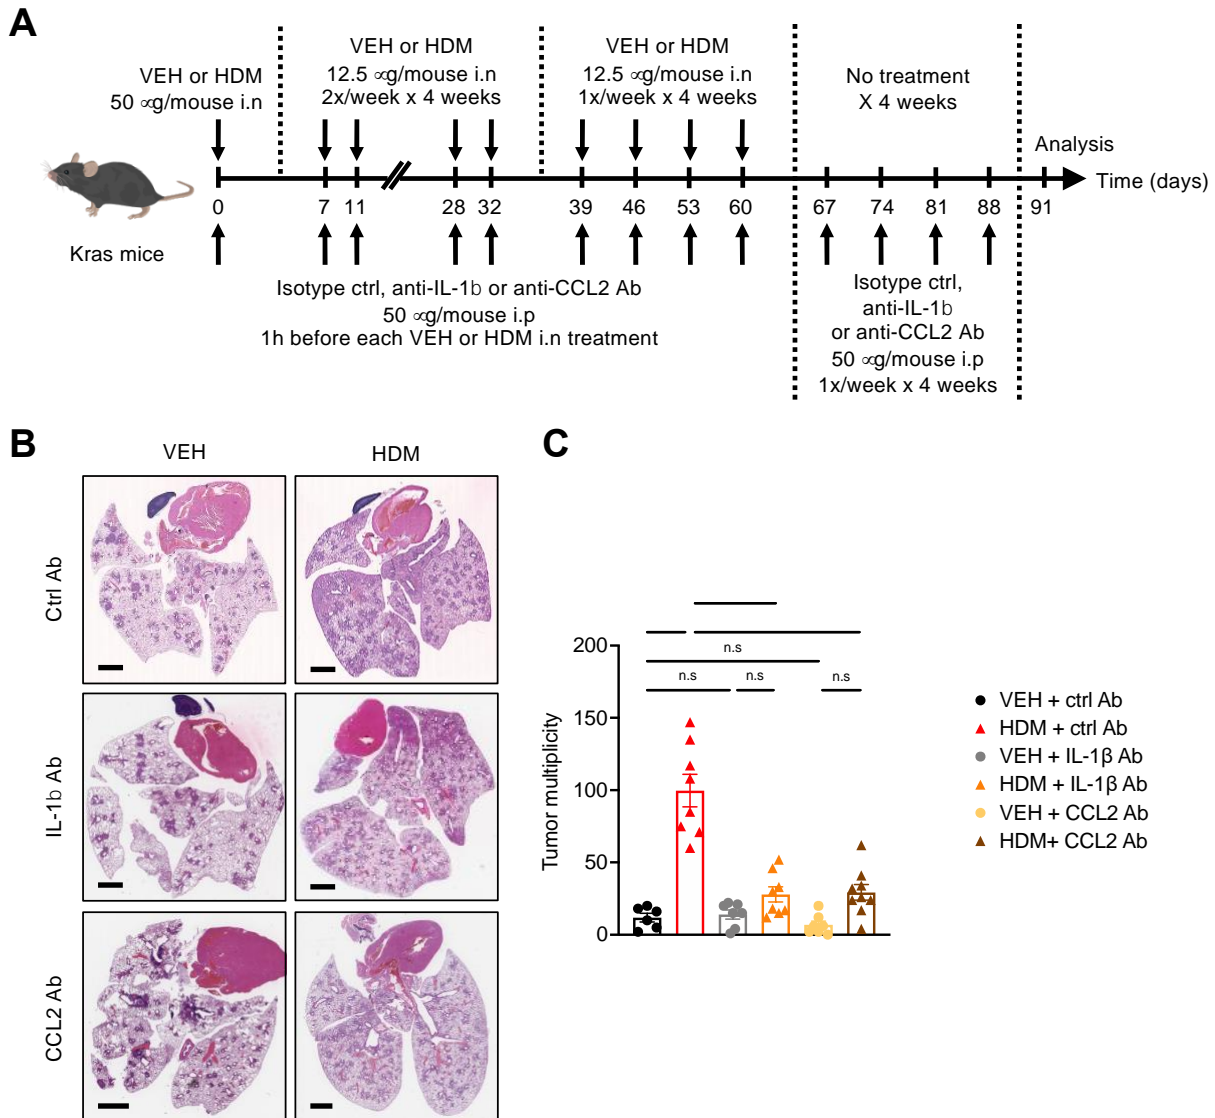 A
VEH or HDM
50 ∝g/mouse i.n
VEH or HDM
12.5 ∝g/mouse i.n
2x/week x 4 weeks
VEH or HDM
12.5 ∝g/mouse i.n
1x/week x 4 weeks
No treatment
X 4 weeks
Analysis
Time (days)
0 7 11 28 32 39 46 53 60 67 74 81 88 91
Kras mice
Isotype ctrl, anti-IL-1b or anti-CCL2 Ab
50 ∝g/mouse i.p
1h before each VEH or HDM i.n treatment
Isotype ctrl,
anti-IL-1b
or anti-CCL2 Ab
50 ∝g/mouse i.p
1x/week x 4 weeks
B
VEH HDM
Ctrl Ab
IL-1b Ab
CCL2 Ab
C
n.s
n.s n.s n.s
Tumor multiplicity
200
150
100
50
0
VEH + ctrl Ab
HDM + ctrl Ab
VEH + IL-1β Ab
HDM + IL-1β Ab
VEH + CCL2 Ab
HDM+ CCL2 Ab